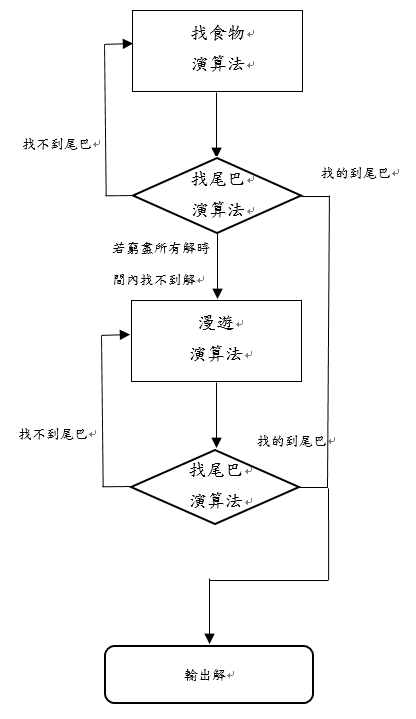 找食物
演算法
找不到尾巴
找尾巴
演算法
找的到尾巴
若窮盡所有解時
間內找不到解
漫遊
演算法
找不到尾巴
找的到尾巴
找尾巴
演算法
輸出解